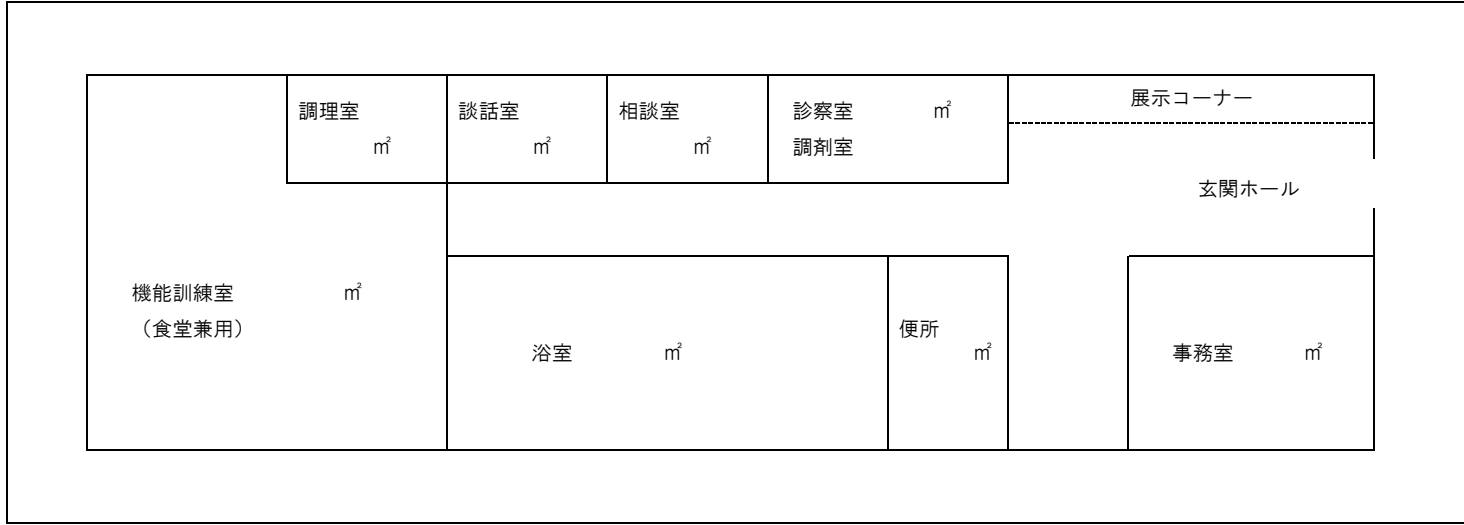 展示コーナー
調理室
㎡
談話室
㎡
相談室
㎡
診察室 ㎡
調剤室
玄関ホール
機能訓練室 ㎡
（食堂兼用）
浴室 ㎡
便所
㎡
事務室 ㎡